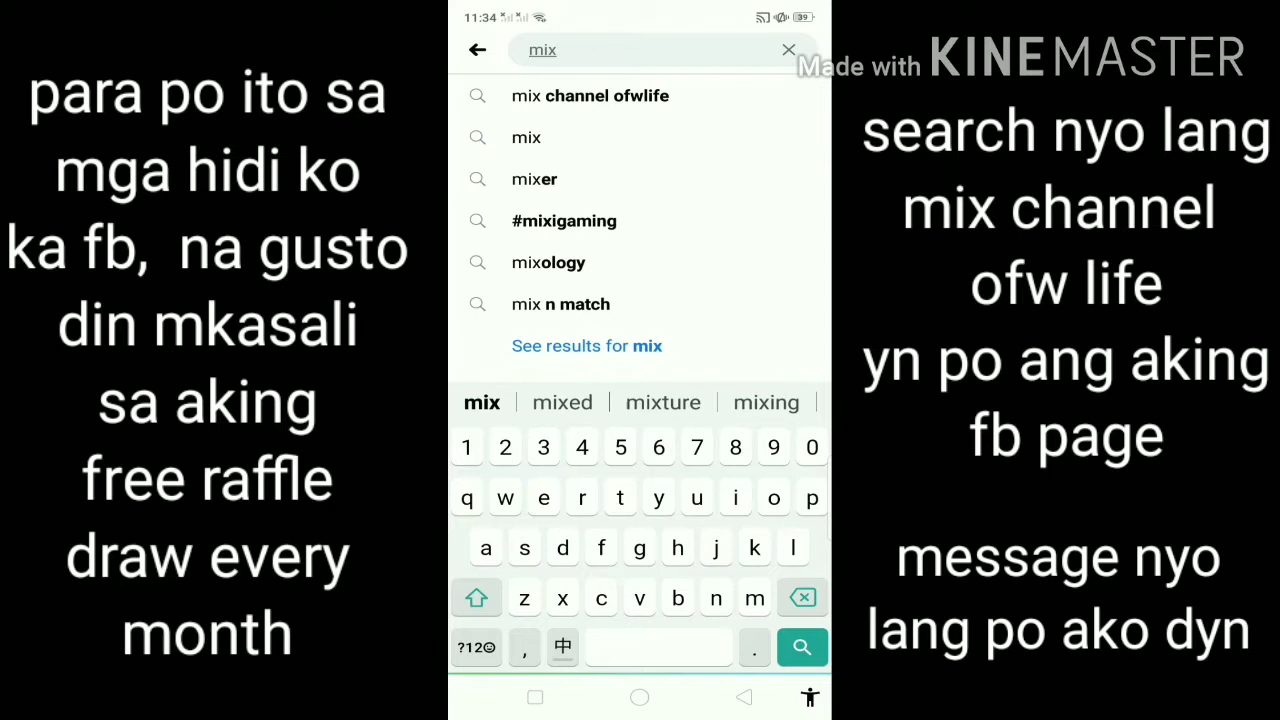 para po ito sa
mga hidi ko
ka fb, na gusto
din mkasali
sa aking
free raffle
draw every
month
11:34
39
mix
mix channel ofwlife
mix
mixer
#mixigaming
mixology
mix n match
See results for mix
mix mixed mixture mixing
1 2 3 4 5 6 7 8 9 0
q w e r t y u i o p
a s d f g h j k l
z x c v b n m
?12 , 中 .
Made with KINEMASTER
search nyo lang
mix channel
ofw life
yn po ang aking
fb page
message nyo
lang po ako dyn